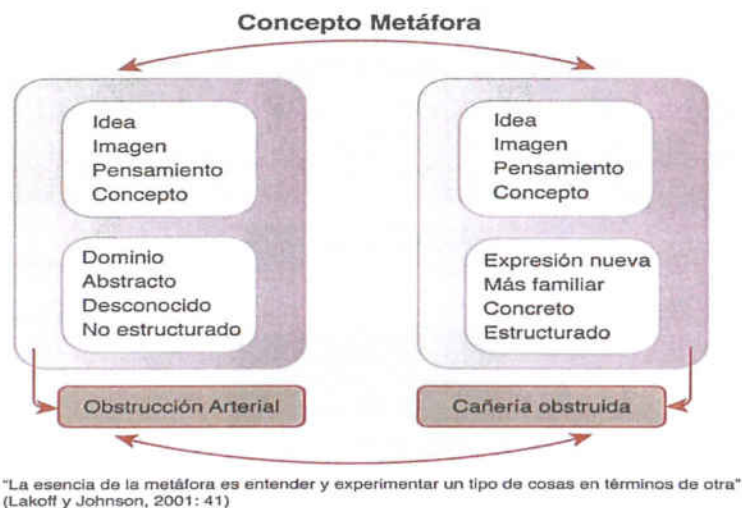 Concepto Metáfora
Idea
Imagen
Pensamiento
Concepto
Dominio
Abstracto
Desconocido
No estructurado
Obstrucción Arterial
Idea
Imagen
Pensamiento
Concepto
Expresión nueva
Más familiar
Concreto
Estructurado
Cañería obstruida
"La esencia de la metáfora es entender y experimentar un tipo de cosas en términos de otra"
(Lakoff y Johnson, 2001: 41)